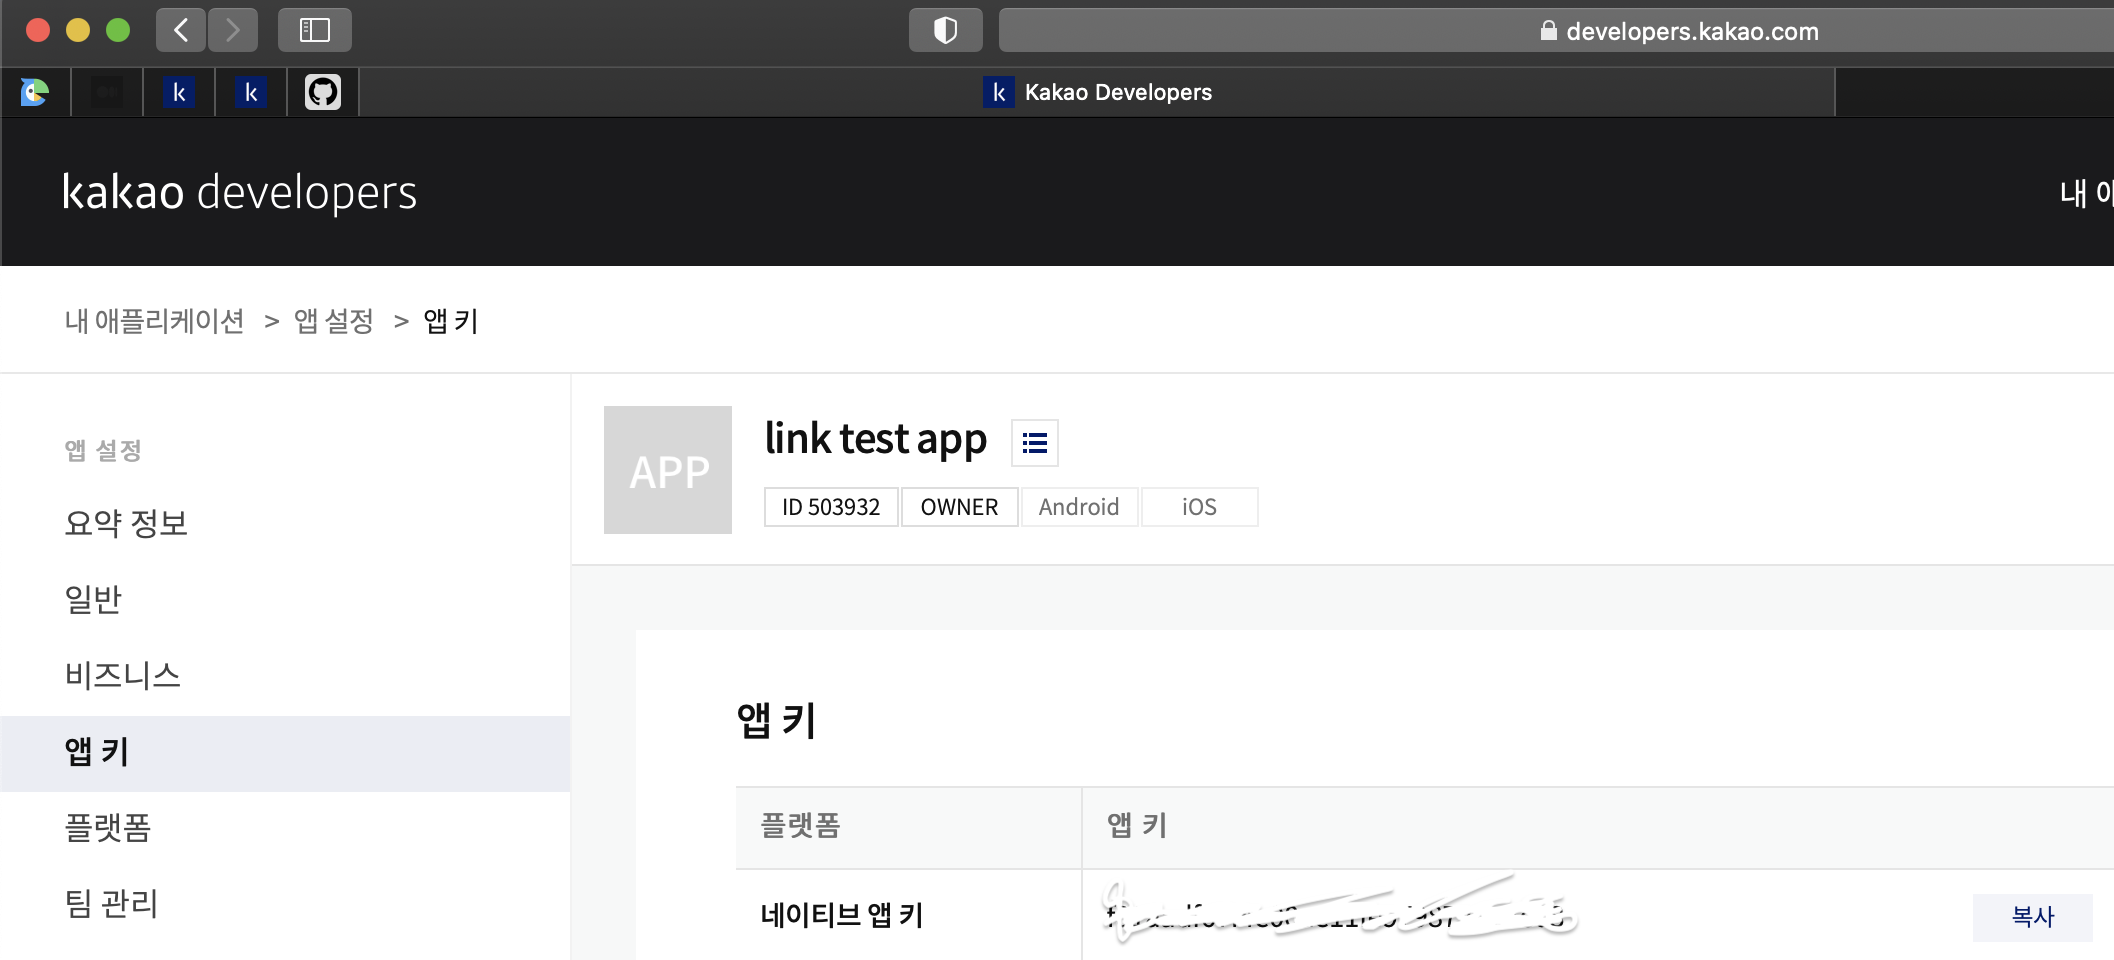 developers.kakao.com
k
k
k Kakao Developers
kakao developers
내
내 애플리케이션 > 앱 설정 > 앱 키
앱 설정
요약 정보
일반
비즈니스
앱 키
플랫폼
팀 관리
APP
link test app
ID 503932 OWNER Android iOS
앱 키
플랫폼 앱 키
네이티브 앱 키 복사